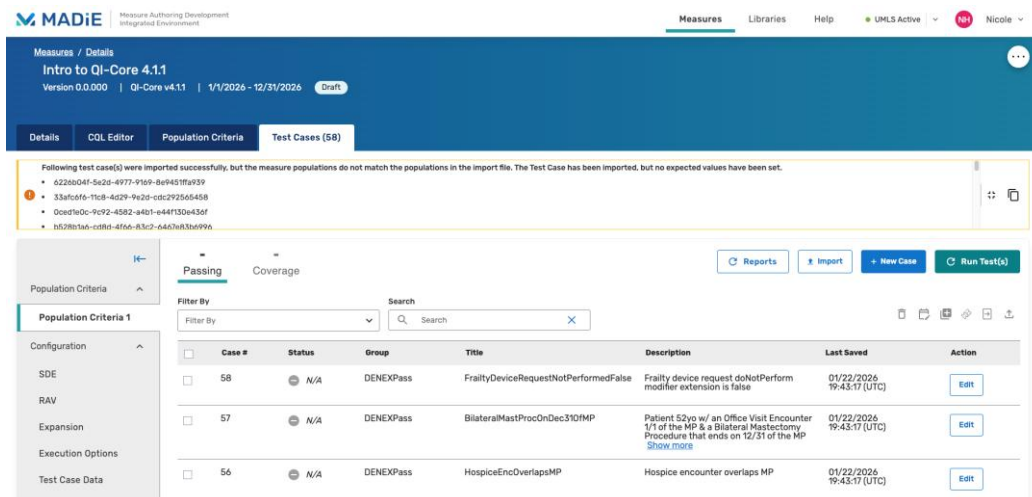 MADiE
Measure Authoring Development
Integrated Environment
Measures Libraries Help UMLS Active NH Nicole
Measures / Details
Intro to QI-Core 4.1.1
Version 0.0.000 | QI-Core v4.1.1 | 1/1/2026 - 12/31/2026 Draft
Details CQL Editor Population Criteria Test Cases (58)
Following test case(s) were imported successfully, but the measure populations do not match the populations in the import file. The Test Case has been imported, but no expected values have been set.
6226b04f-5e2d-4977-9169-8e9451ffa939
33afc6f6-11c8-4d29-9e2d-cdc292565458
0ced1e0c-9c92-4582-a4b1-e44f130e436f
b528b1a6-cd8d-4f66-83c2-6467e83b6996
- -
Passing Coverage
Reports Import + New Case Run Test(s)
Population Criteria
Population Criteria 1
Configuration
SDE
RAV
Expansion
Execution Options
Test Case Data
Filter By Search
Filter By Search
Case # Status Group Title Description Last Saved Action
58 N/A DENEXPass FrailtyDeviceRequestNotPerformedFalse Frailty device request doNotPerform 01/22/2026 Edit
modifier extension is false 19:43:17 (UTC)
57 N/A DENEXPass BilateralMastProcOnDec31OfMP Patient 52yo w/ an Office Visit Encounter 01/22/2026 Edit
1/1 of the MP & a Bilateral Mastectomy 19:43:17 (UTC)
Procedure that ends on 12/31 of the MP
Show more
56 N/A DENEXPass HospiceEncOverlapsMP Hospice encounter overlaps MP 01/22/2026 Edit
19:43:17 (UTC)